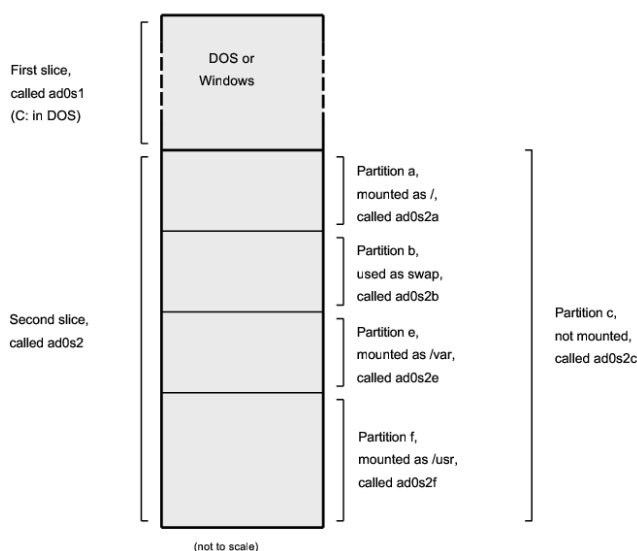 DOS or
Windows
First slice,
called ad0s1
(C: in DOS)
Partition a,
mounted as /,
called ad0s2a
Partition b,
used as swap,
called ad0s2b
Second slice,
called ad0s2
Partition c,
not mounted,
called ad0s2c
Partition e,
mounted as /var,
called ad0s2e
Partition f,
mounted as /usr,
called ad0s2f
(not to scale)